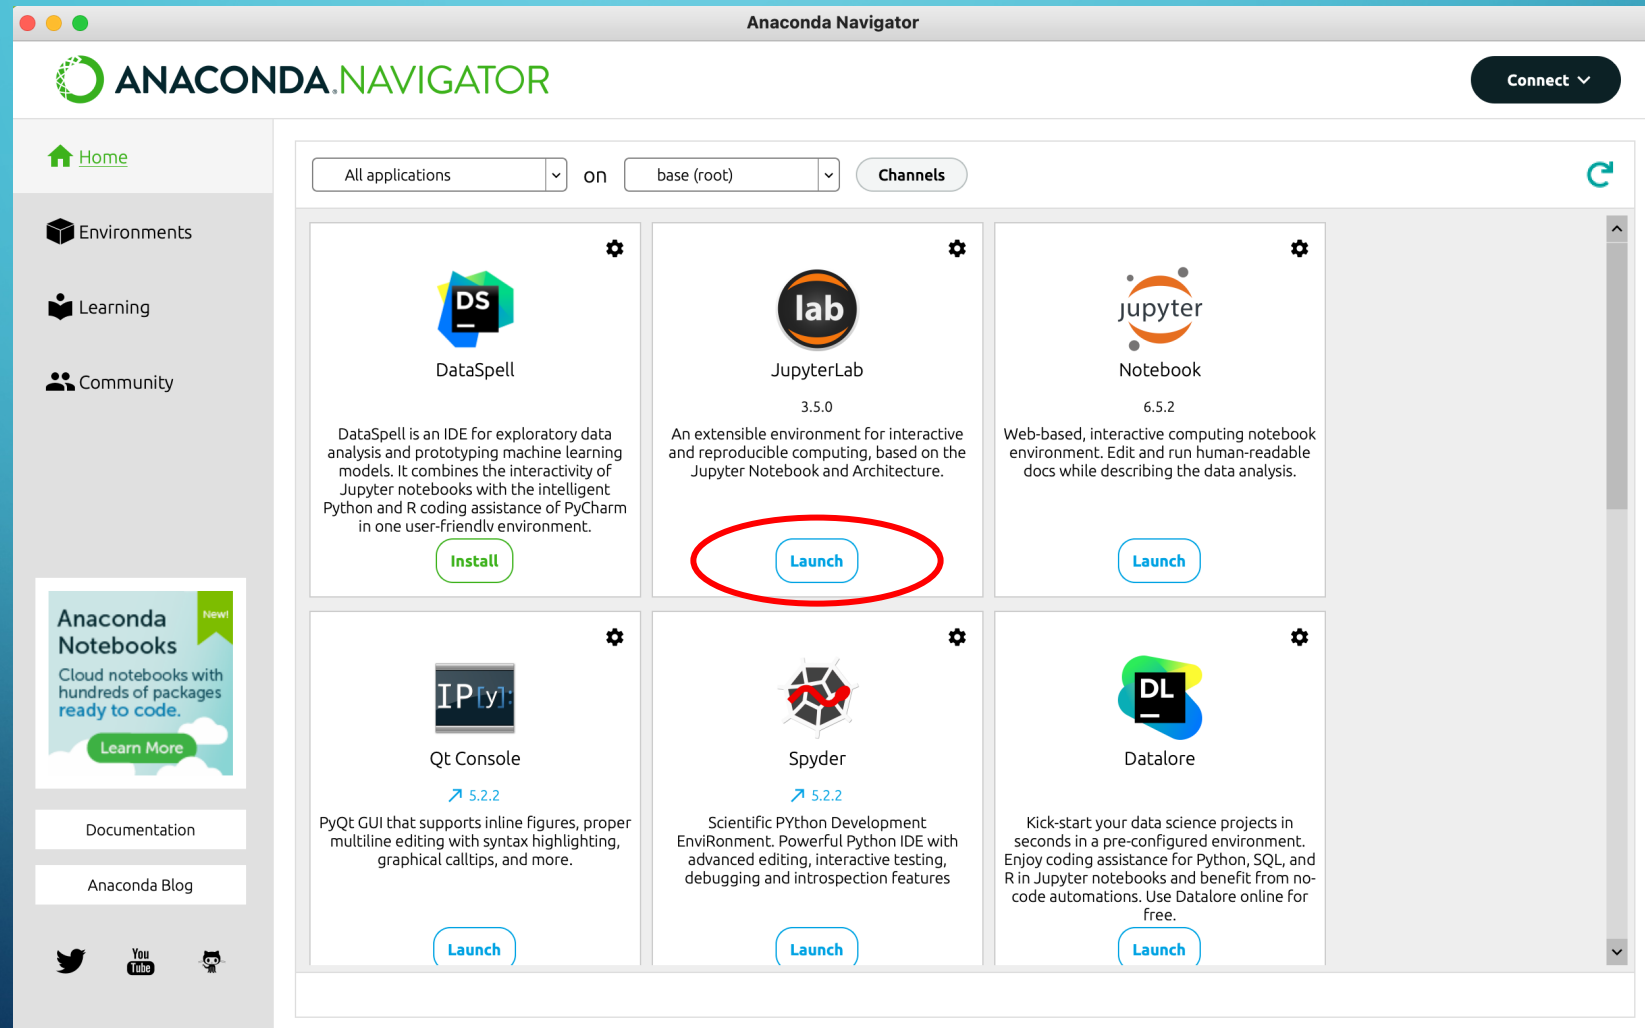 Anaconda Navigator
ANACONDA.NAVIGATOR
Connect
Home
Environments
Learning
Community
All applications
on
base (root)
Channels
DS
DataSpell
DataSpell is an IDE for exploratory data
analysis and prototyping machine learning
models. It combines the interactivity of
Jupyter notebooks with the intelligent
Python and R coding assistance of PyCharm
in one user-friendly environment.
Install
lab
JupyterLab
3.5.0
An extensible environment for interactive
and reproducible computing, based on the
Jupyter Notebook and Architecture.
Launch
jupyter
Notebook
6.5.2
Web-based, interactive computing notebook
environment. Edit and run human-readable
docs while describing the data analysis.
Launch
IP[y]:
Qt Console
5.2.2
PyQt GUI that supports inline figures, proper
multiline editing with syntax highlighting,
graphical calltips, and more.
Launch
Spyder
5.2.2
Scientific PYthon Development
EnviRonment. Powerful Python IDE with
advanced editing, interactive testing,
debugging and introspection features
Launch
DL
Datalore
Kick-start your data science projects in
seconds in a pre-configured environment.
Enjoy coding assistance for Python, SQL, and
R in Jupyter notebooks and benefit from no-
code automations. Use Datalore online for
free.
Launch
New!
Anaconda
Notebooks
Cloud notebooks with
hundreds of packages
ready to code.
Learn More
Documentation
Anaconda Blog
You
Tube